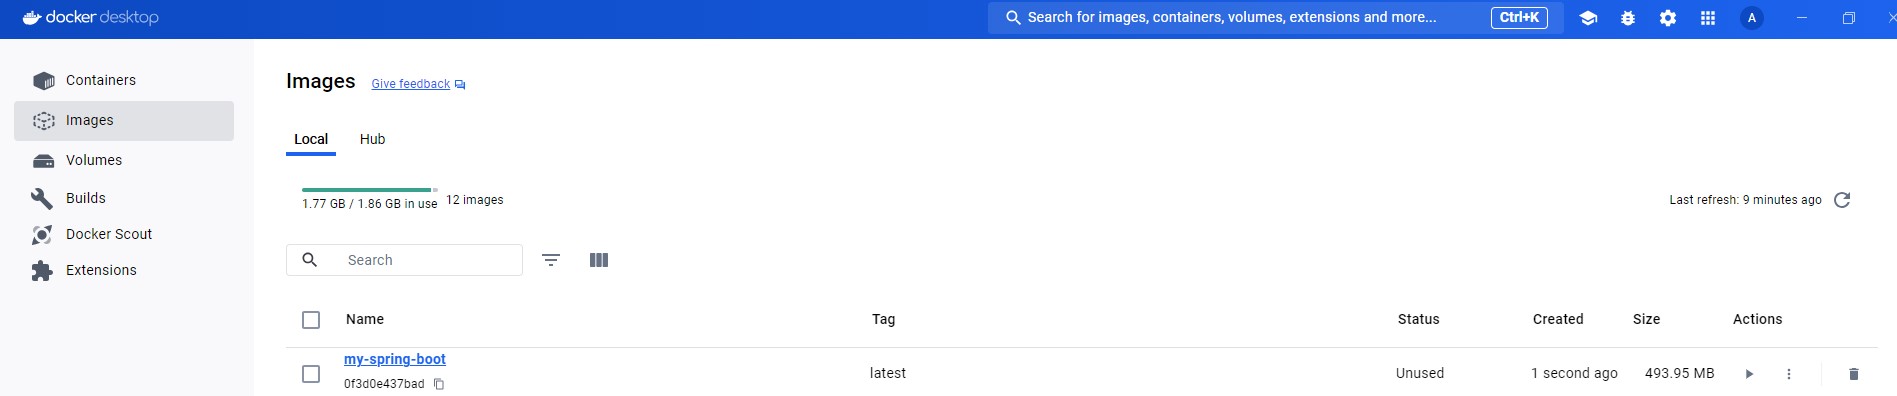 docker desktop
Search for images, containers, volumes, extensions and more... Ctrl+K
A
Containers
Images
Volumes
Builds
Docker Scout
Extensions
Images Give feedback
Local Hub
1.77 GB / 1.86 GB in use 12 images
Last refresh: 9 minutes ago
Search
Name Tag Status Created Size Actions
my-spring-boot
0f3d0e437bad
latest Unused 1 second ago 493.95 MB